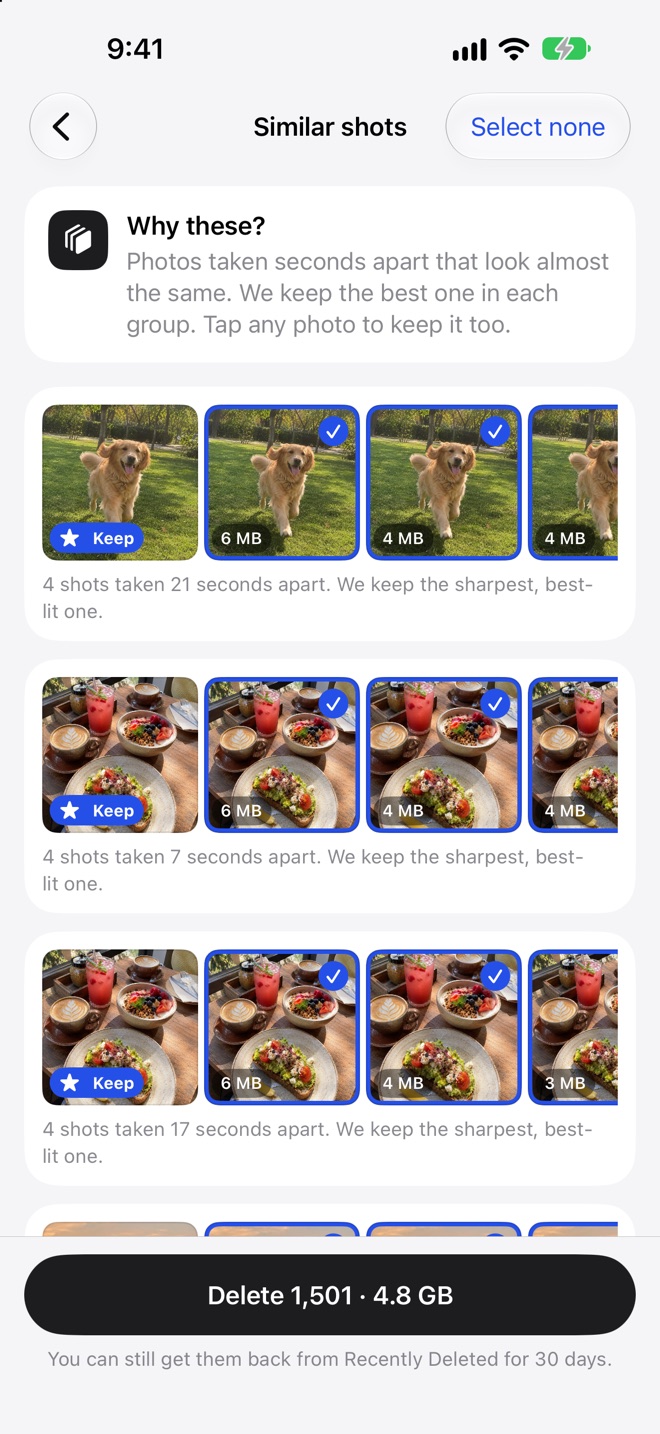 9:41
Similar shots
Select none
Why these?
Photos taken seconds apart that look almost
the same. We keep the best one in each
group. Tap any photo to keep it too.
Keep
6 MB
4 MB
4 MB
4 shots taken 21 seconds apart. We keep the sharpest, best-
lit one.
Keep
6 MB
4 MB
4 MB
4 shots taken 7 seconds apart. We keep the sharpest, best-
lit one.
Keep
6 MB
4 MB
3 MB
4 shots taken 17 seconds apart. We keep the sharpest, best-
lit one.
Delete 1,501 · 4.8 GB
You can still get them back from Recently Deleted for 30 days.